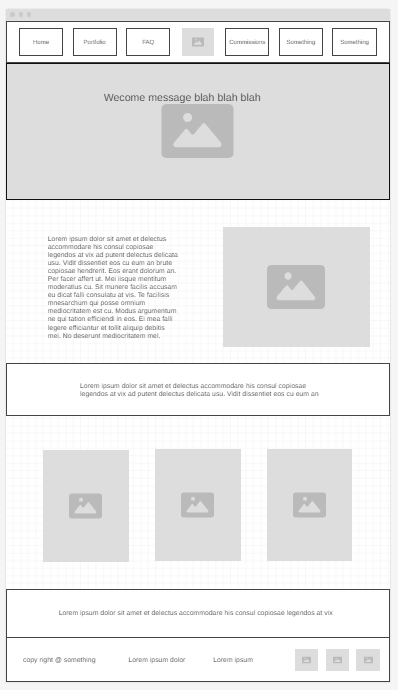 Home Portfolio FAQ Commissions Something Something
Wecome message blah blah blah
Lorem ipsum dolor sit amet et delectus
accommodare his consul copiosae
legendos at vix ad putent delectus delicata
usu. Vidit dissentiet eos cu eum an brute
copiosae hendrerit. Eos erant dolorum an.
Per facer affert ut. Mei iisque mentitum
moderatius cu. Sit munere facilis accusam
eu dicat falli consulatu at vis. Te facilisis
mnesarchum qui posse omnium
mediocritatem est cu. Modus argumentum
ne qui tation efficiendi in eos. Ei mea falli
legere efficiantur et tollit aliquip debitis
mei. No deserunt mediocritatem mei.
Lorem ipsum dolor sit amet et delectus accommodare his consul copiosae
legendos at vix ad putent delectus delicata usu. Vidit dissentiet eos cu eum an
Lorem ipsum dolor sit amet et delectus accommodare his consul copiosae legendos at vix
copy right @ something Lorem ipsum dolor Lorem ipsum